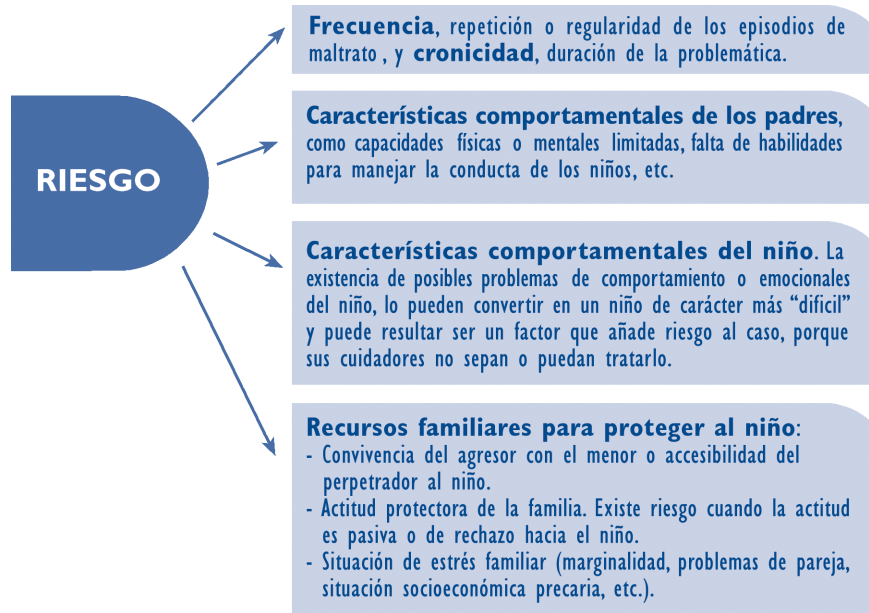 RIESGO
Frecuencia, repetición o regularidad de los episodios de
maltrato , y cronicidad, duración de la problemática.
Características comportamentales de los padres,
como capacidades físicas o mentales limitadas, falta de habilidades
para manejar la conducta de los niños, etc.
Características comportamentales del niño. La
existencia de posibles problemas de comportamiento o emocionales
del niño, lo pueden convertir en un niño de carácter más “dificil”
y puede resultar ser un factor que añade riesgo al caso, porque
sus cuidadores no sepan o puedan tratarlo.
Recursos familiares para proteger al niño:
- Convivencia del agresor con el menor o accesibilidad del
perpetrador al niño.
- Actitud protectora de la familia. Existe riesgo cuando la actitud
es pasiva o de rechazo hacia el niño.
- Situación de estrés familiar (marginalidad, problemas de pareja,
situación socioeconómica precaria, etc.).